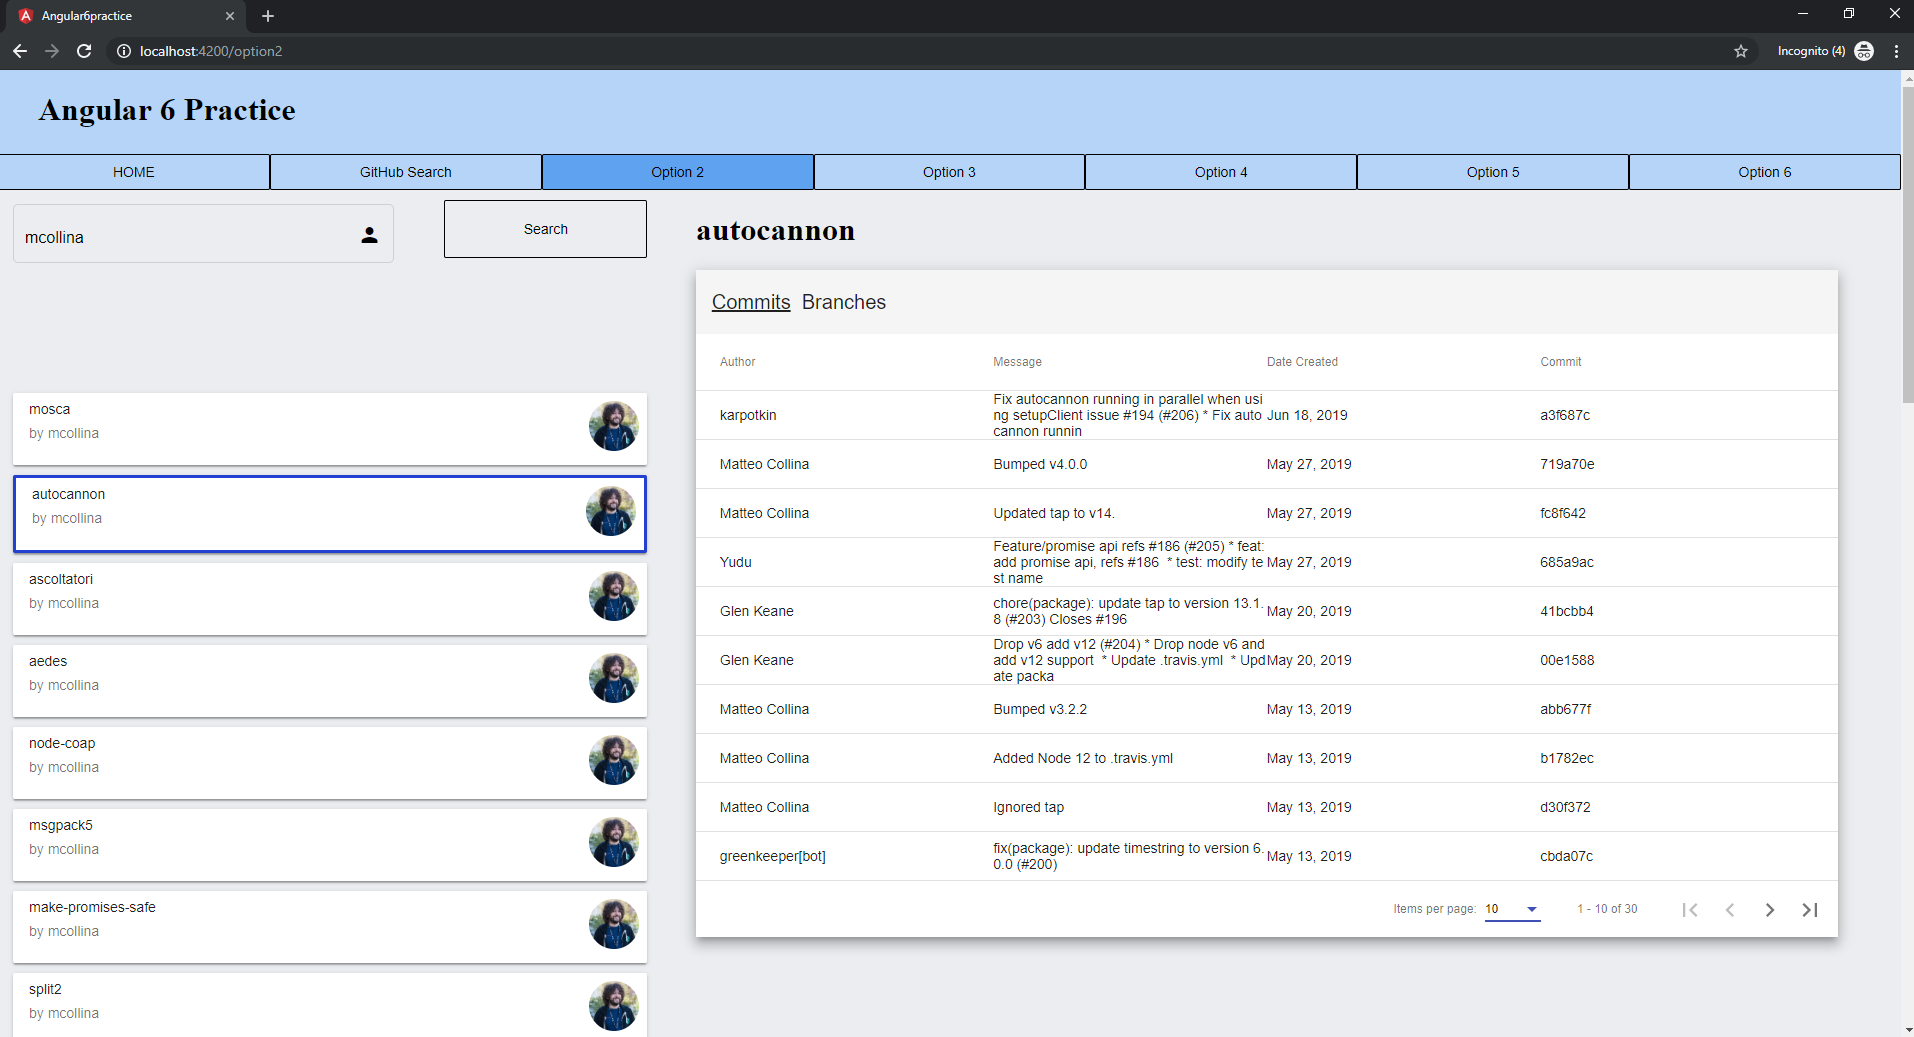 Angular6practice
localhost:4200/option2
Incognito (4)
Angular 6 Practice
HOME
GitHub Search
Option 2
Option 3
Option 4
Option 5
Option 6
mcollina
Search
mosca
by mcollina
autocannon
by mcollina
ascoltatori
by mcollina
aedes
by mcollina
node-coap
by mcollina
msgpack5
by mcollina
make-promises-safe
by mcollina
split2
by mcollina
autocannon
Commits Branches
Author Message Date Created Commit
Fix autocannon running in parallel when usi
karpotkin ng setupClient issue #194 (#206) * Fix auto Jun 18, 2019 a3f687c
cannon runnin
Matteo Collina Bumped v4.0.0 May 27, 2019 719a70e
Matteo Collina Updated tap to v14. May 27, 2019 fc8f642
Feature/promise api refs #186 (#205) * feat:
Yudu add promise api, refs #186  * test: modify te May 27, 2019 685a9ac
st name
Glen Keane chore(package): update tap to version 13.1. May 20, 2019 41bcbb4
8 (#203) Closes #196
Drop v6 add v12 (#204) * Drop node v6 and
Glen Keane add v12 support  * Update .travis.yml  * Upd May 20, 2019 00e1588
ate packa
Matteo Collina Bumped v3.2.2 May 13, 2019 abb677f
Matteo Collina Added Node 12 to .travis.yml May 13, 2019 b1782ec
Matteo Collina Ignored tap May 13, 2019 d30f372
greenkeeper[bot] fix(package): update timestring to version 6. May 13, 2019 cbda07c
0.0 (#200)
Items per page: 10 1 - 10 of 30